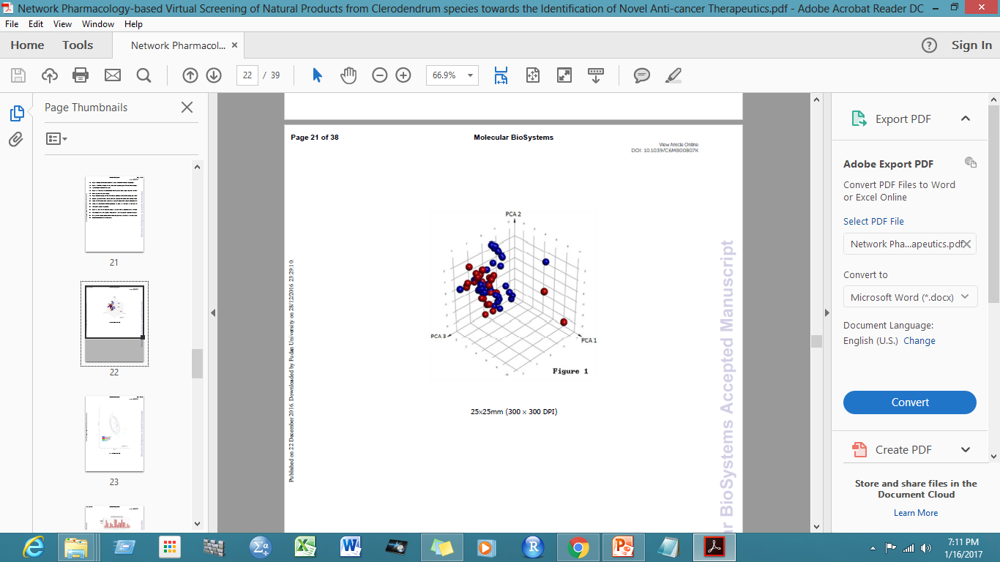 Network Pharmacology-based Virtual Screening of Natural Products from Clerodendrum species towards the Identification of Novel Anti-cancer Therapeutics.pdf - Adobe Acrobat Reader DC
File Edit View Window Help
Home Tools Network Pharmacol... × Sign In
22 / 39 66.9%
Page Thumbnails
21
22
23
Page 21 of 38
Molecular BioSystems
View Article Online
DOI: 10.1039/C6MB00807K
Published on 22 December 2016. Downloaded by Fudan University on 28/12/2016 23:29:10.
PCA 2
PCA 3
PCA 1
Figure 1
25x25mm (300 x 300 DPI)
ar BioSystems Accepted Manuscript
Export PDF
Adobe Export PDF
Convert PDF Files to Word
or Excel Online
Select PDF File
Network Pha...apeutics.pdf
Convert to
Microsoft Word (*.docx)
Document Language:
English (U.S.) Change
Convert
Create PDF
Store and share files in the
Document Cloud
Learn More
7:11 PM
1/16/2017